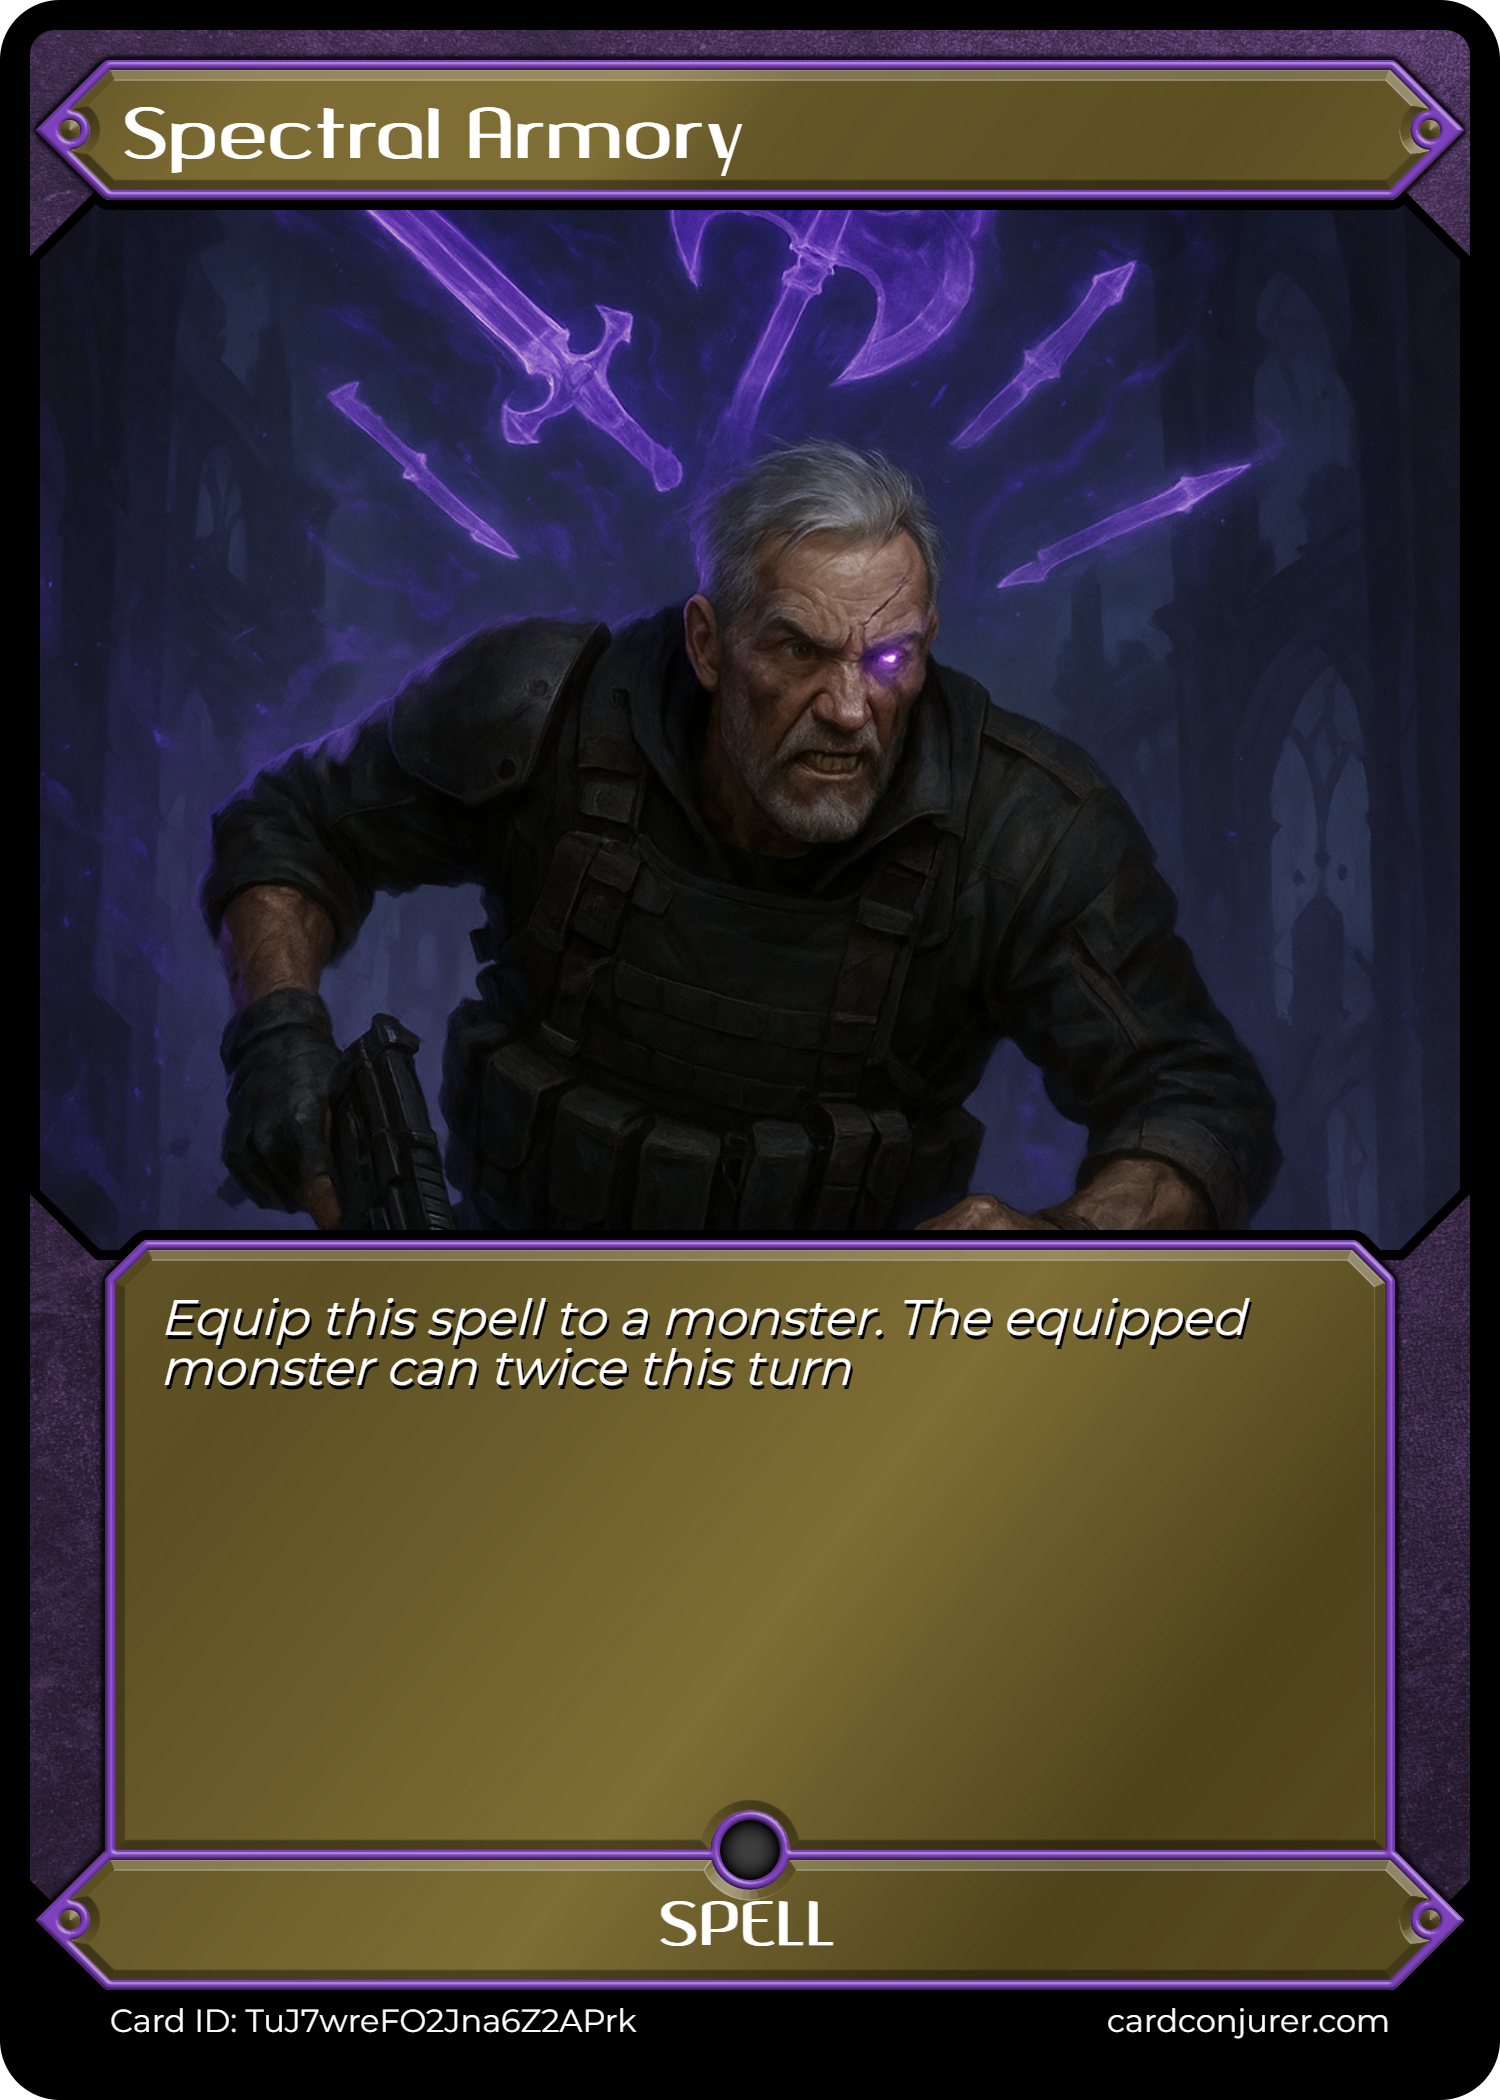 Spectral Armory
Equip this spell to a monster. The equipped
monster can twice this turn
SPELL
Card ID: TuJ7wreFO2Jna6Z2APrk
cardconjurer.com